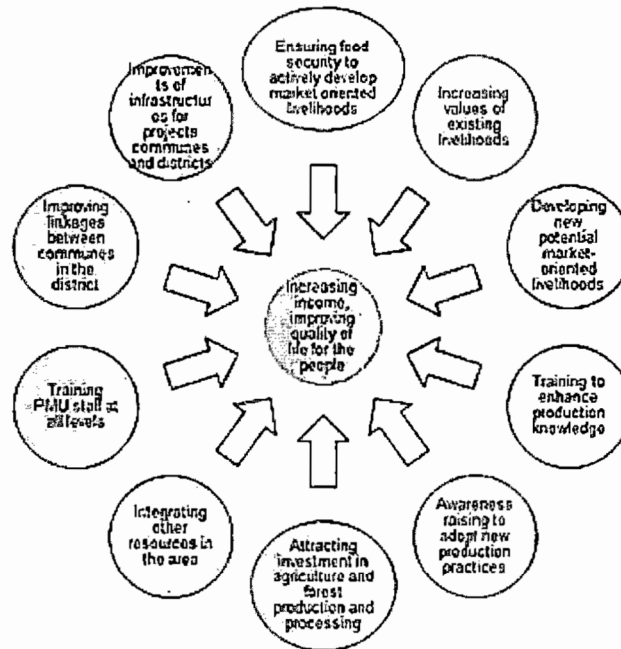 Ensuring food
security to
actively develop
market oriented
livelihoods
Increasing
values of
existing
livelihoods
Developing
new
potential
market-
oriented
livelihoods
Training to
enhance
production
knowledge
Awareness
raising to
adopt new
production
practices
Attracting
investment in
agriculture and
forest
production and
processing
Integrating
other
resources in
the area
Training
PMU staff at
all levels
Improving
linkages
between
communes
in the
district
Improvemen
ts of
infrastructur
es for
projects
communes
and districts
Increasing
income,
improving
quality of
life for the
people